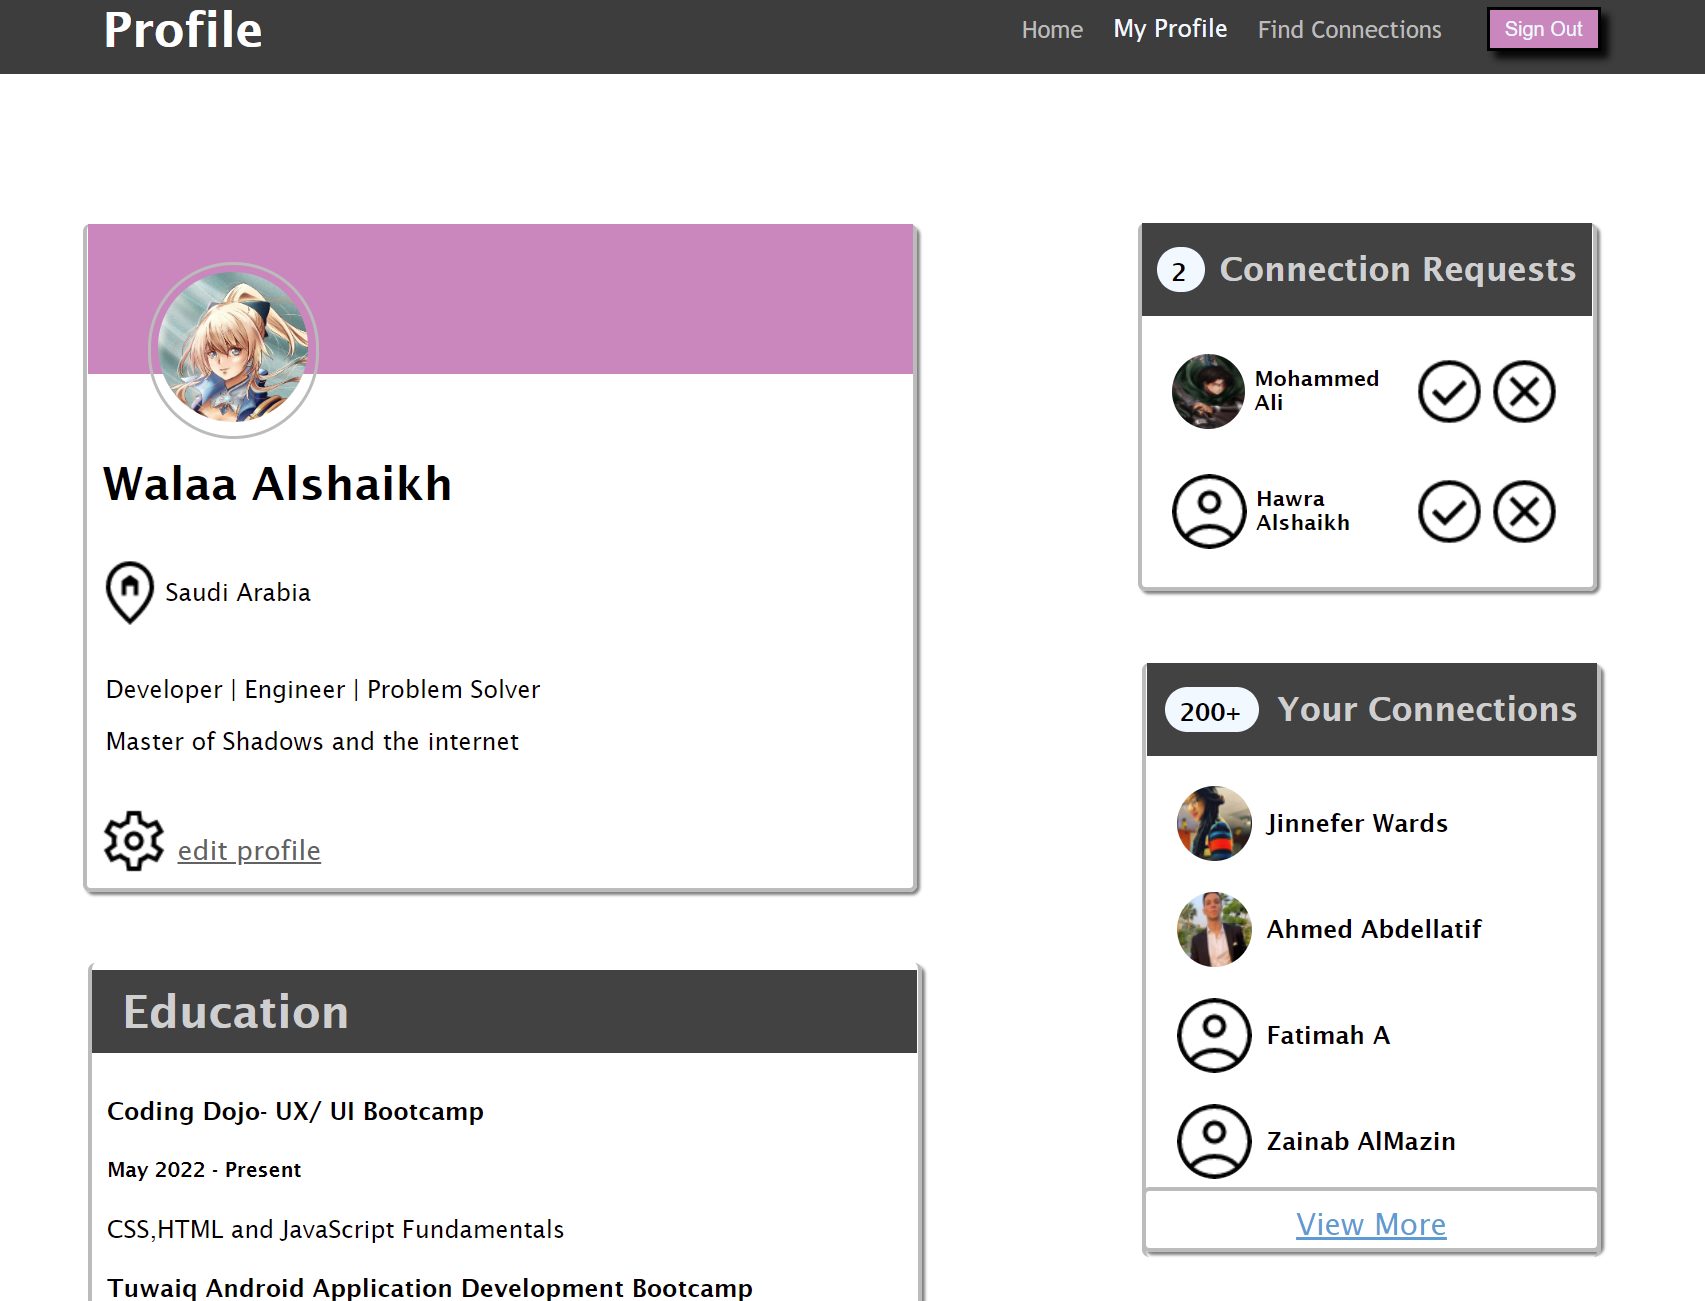 Profile
Home My Profile Find Connections Sign Out
Walaa Alshaikh
Saudi Arabia
Developer | Engineer | Problem Solver
Master of Shadows and the internet
edit profile
Education
Coding Dojo- UX/ UI Bootcamp
May 2022 - Present
CSS,HTML and JavaScript Fundamentals
Tuwaiq Android Application Development Bootcamp
2 Connection Requests
Mohammed
Ali
Hawra
Alshaikh
200+ Your Connections
Jinnefer Wards
Ahmed Abdellatif
Fatimah A
Zainab AlMazin
View More